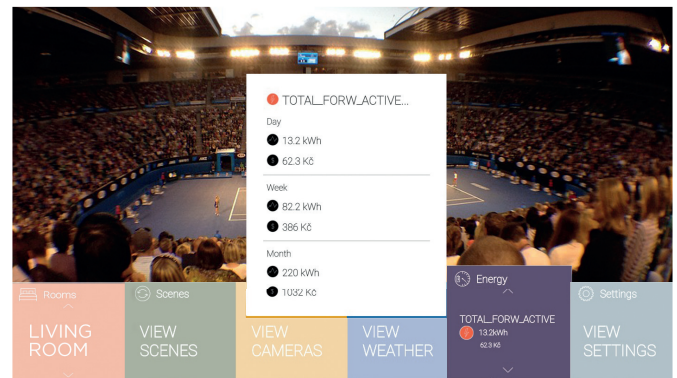 TOTAL_FORW_ACTIVE...
Day
13.2 kWh
62.3 Kč
Week
82.2 kWh
386 Kč
Month
220 kWh
1032 Kč
Rooms
LIVING
ROOM
Scenes
VIEW
SCENES
VIEW
CAMERAS
VIEW
WEATHER
Energy
TOTAL_FORW_ACTIVE
13.2kWh
62.3 Kč
Settings
VIEW
SETTINGS